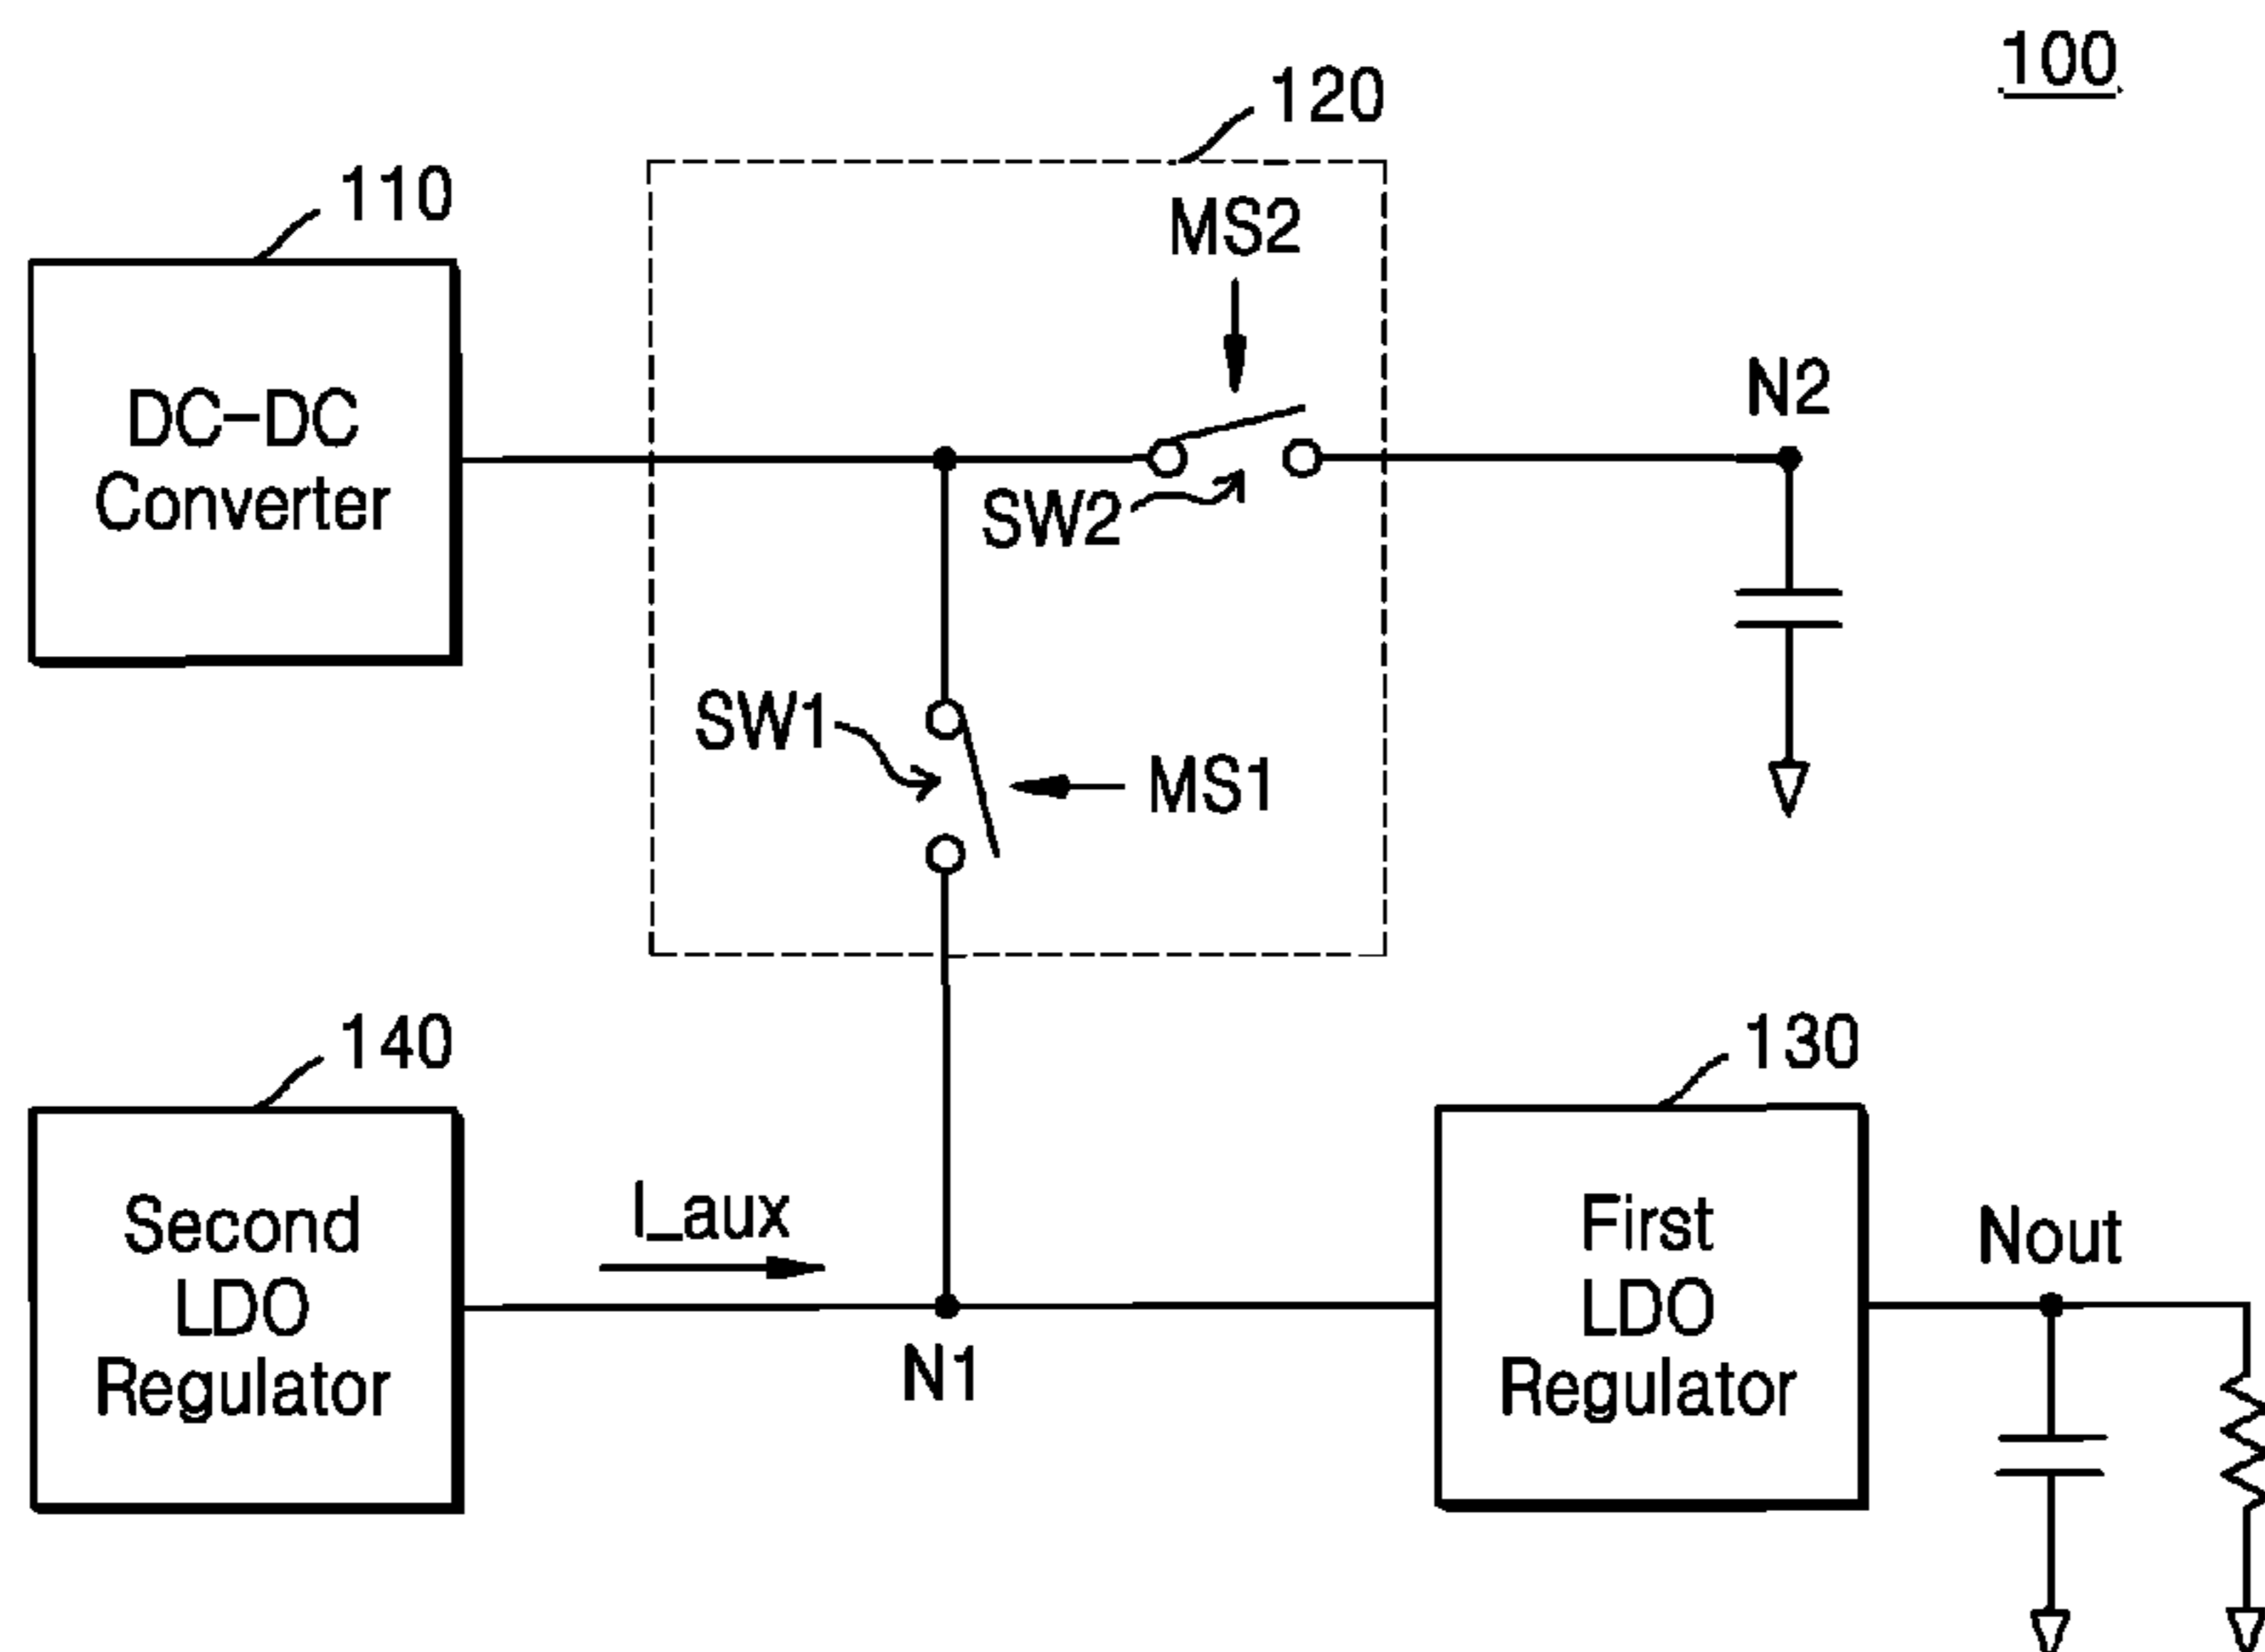 100
120
110
MS2
DC-DC
Converter
N2
SW2
SW1
MS1
140
130
Second
LDO
Regulator
I_aux
N1
First
LDO
Regulator
Nout